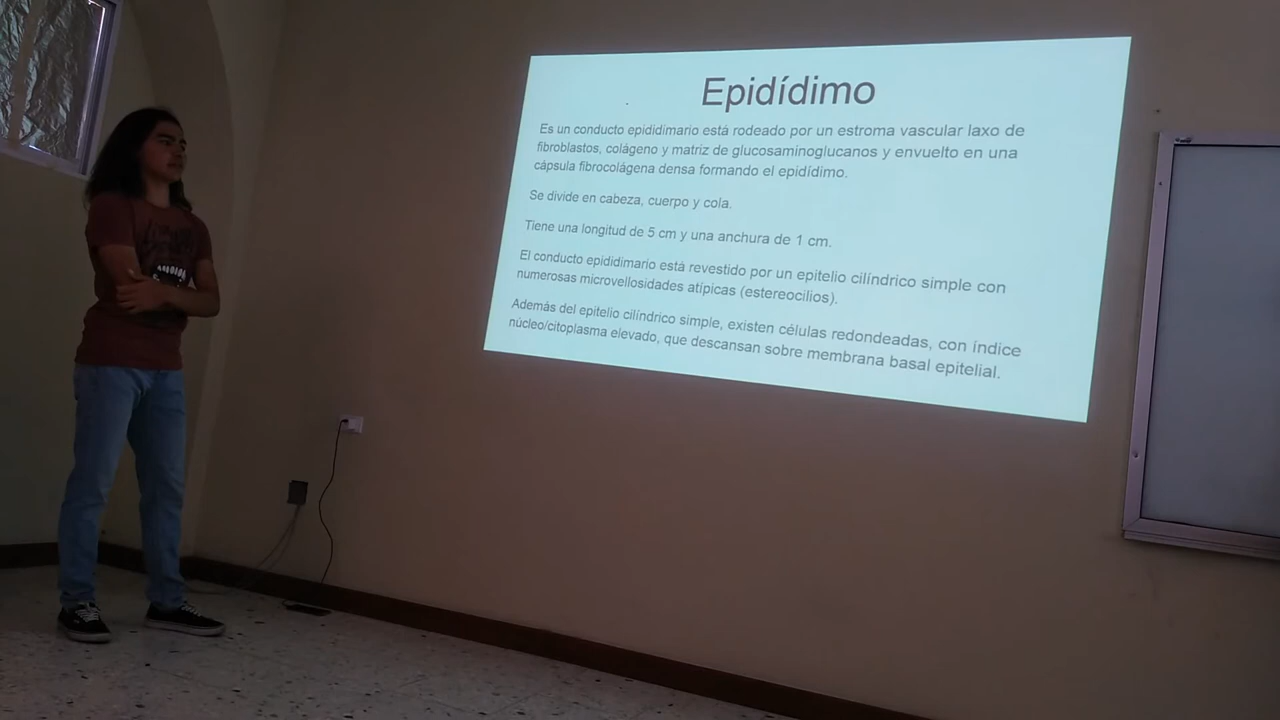 Epidídimo
Es un conducto epididimario está rodeado por un estroma vascular laxo de
fibroblastos, colágeno y matriz de glucosaminoglucanos y envuelto en una
cápsula fibrocolágena densa formando el epidídimo.
Se divide en cabeza, cuerpo y cola.
Tiene una longitud de 5 cm y una anchura de 1 cm.
El conducto epididimario está revestido por un epitelio cilíndrico simple con
numerosas microvellosidades atípicas (estereocilios).
Además del epitelio cilíndrico simple, existen células redondeadas, con índice
núcleo/citoplasma elevado, que descansan sobre membrana basal epitelial.